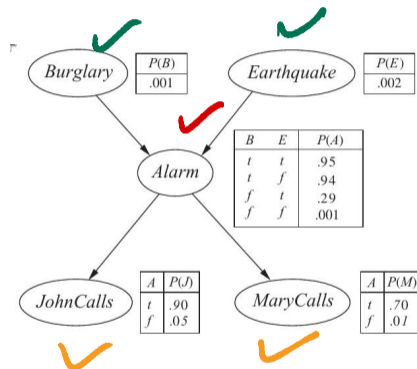 Burglary
P(B)
.001
Earthquake
P(E)
.002
Alarm
B E P(A)
t t .95
t f .94
f t .29
f f .001
JohnCalls
A P(J)
t .90
f .05
MaryCalls
A P(M)
t .70
f .01